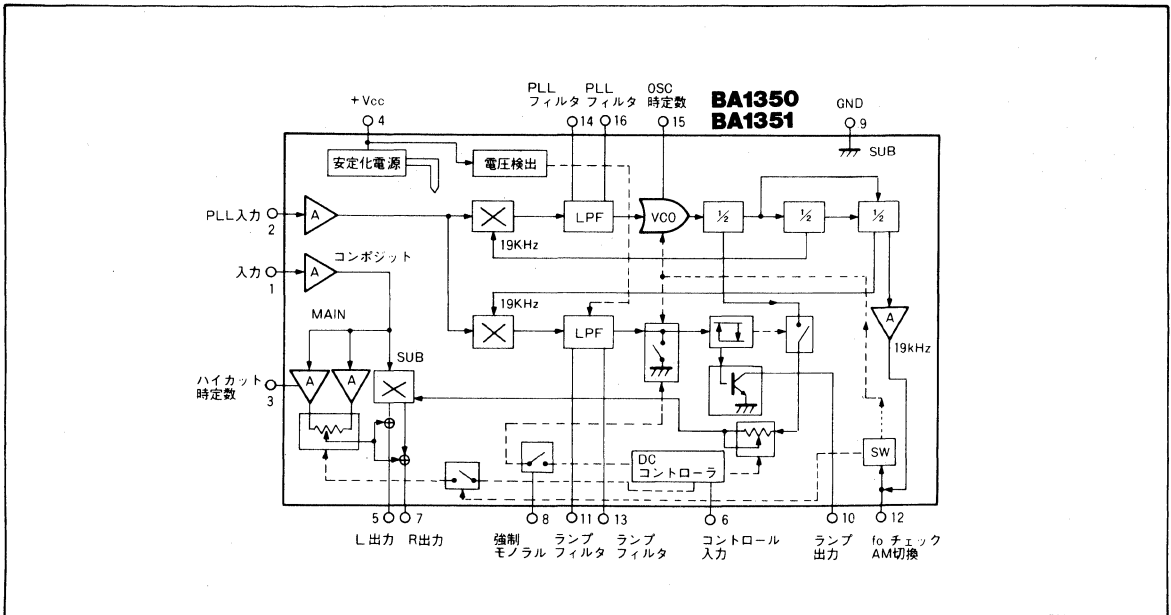 PLL PLL OSC
フィルタ フィルタ 時定数
BA1350
BA1351
+Vcc
GND
4
14
16
15
9
SUB
安定化電源
電圧検出
PLL入力
2
A
LPF
VCO
1/2
1/2
1/2
19KHz
コンポジット
入力
1
A
19KHz
LPF
A
19kHz
MAIN
SUB
ハイカット
時定数
3
A
A
DC
コントローラ
SW
5
7
8
11
13
6
10
12
L出力
R出力
強制
モノラル
ランプ
フィルタ
ランプ
フィルタ
コントロール
入力
ランプ
出力
fo チェック
AM切換